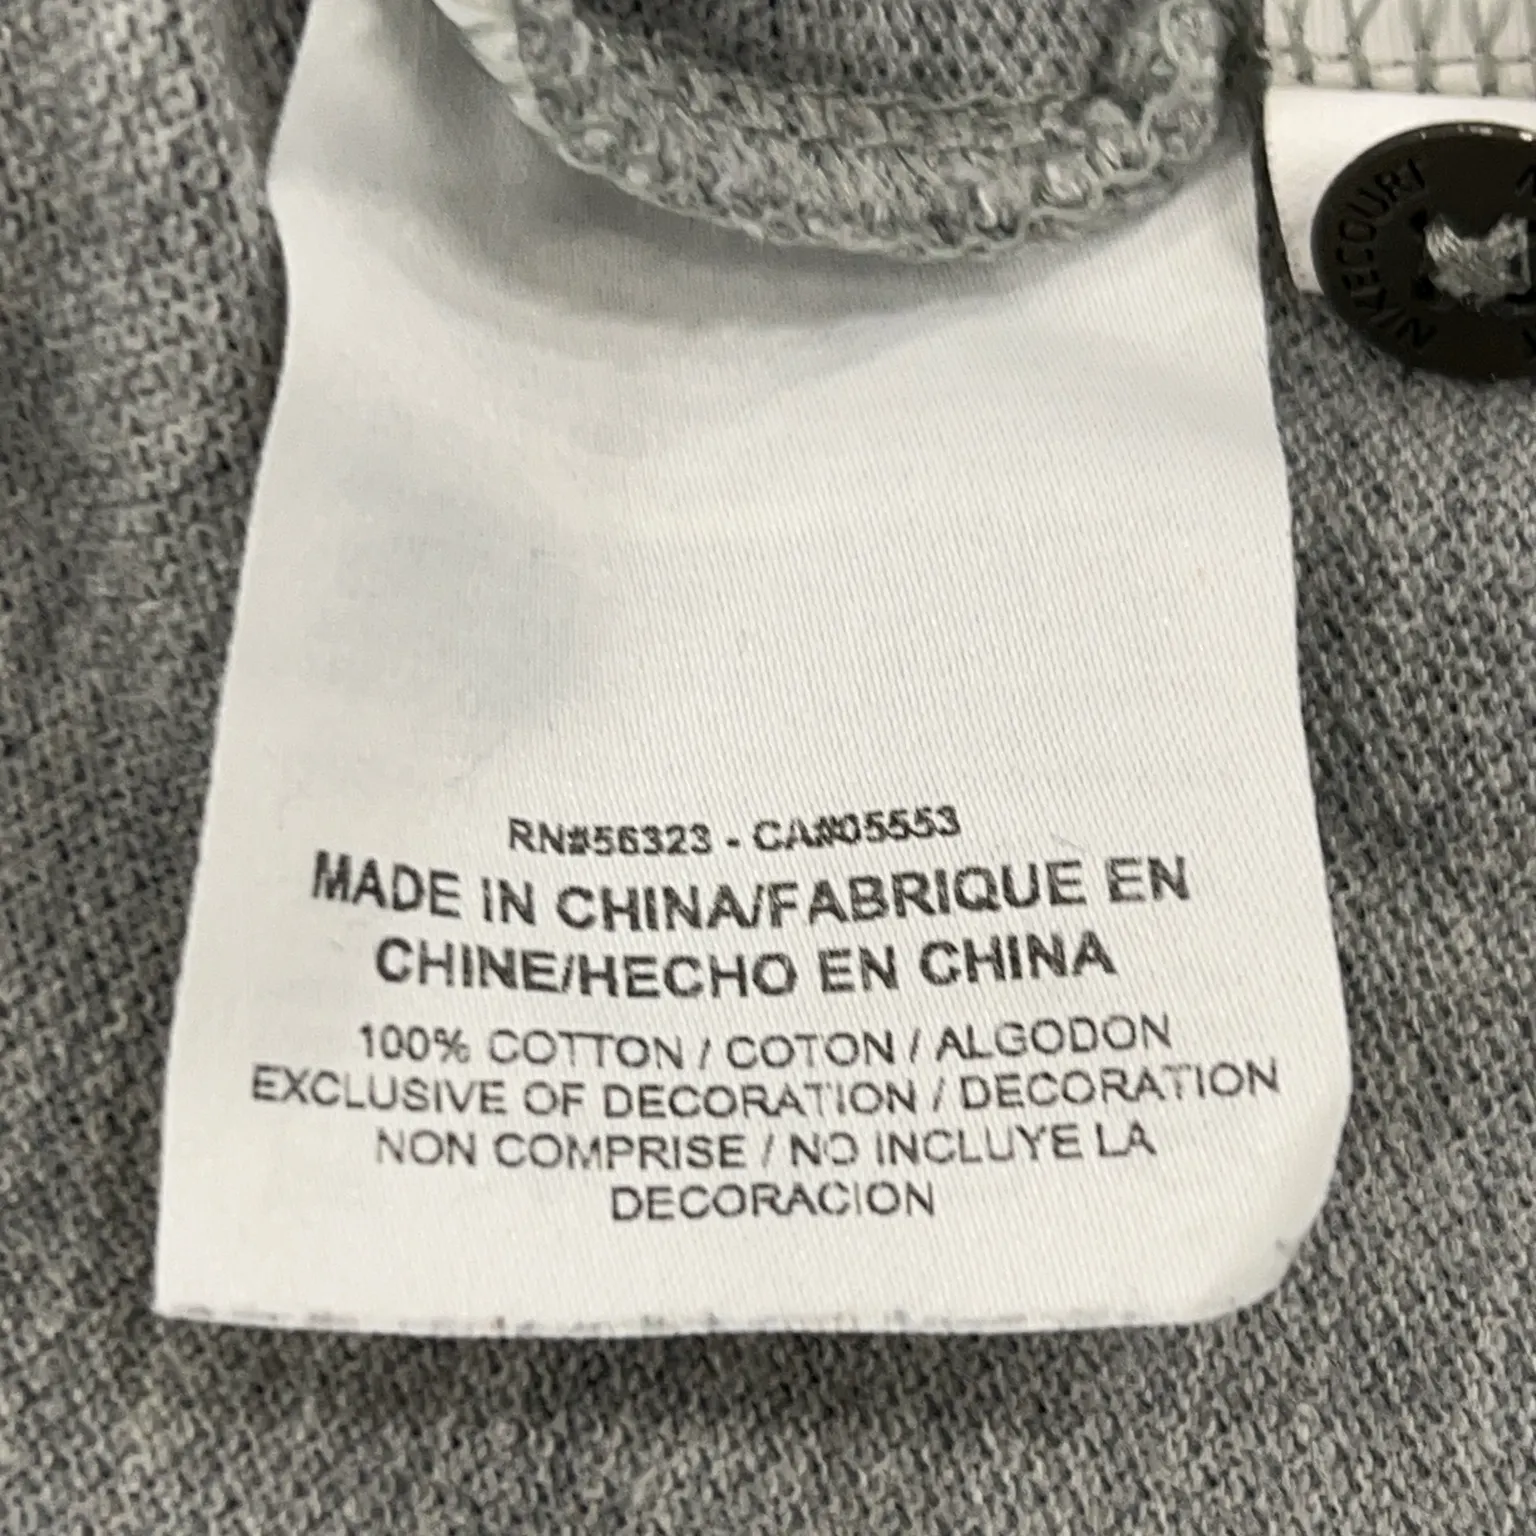 RN#56323 - CA#05553
MADE IN CHINA/FABRIQUE EN
CHINE/HECHO EN CHINA
100% COTTON / COTON / ALGODON
EXCLUSIVE OF DECORATION / DECORATION
NON COMPRISE / NO INCLUYE LA
DECORACION
NIKECOURT